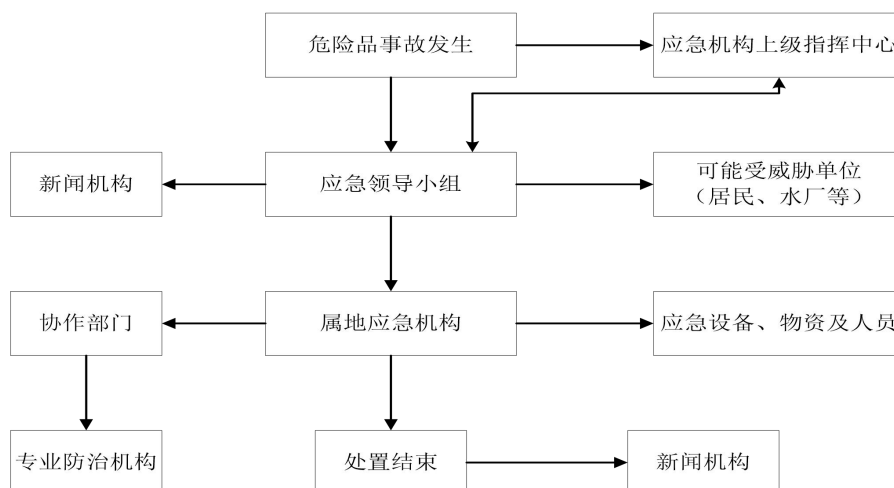 危险品事故发生
应急机构上级指挥中心
新闻机构
应急领导小组
可能受威胁单位
（居民、水厂等）
协作部门
属地应急机构
应急设备、物资及人员
专业防治机构
处置结束
新闻机构